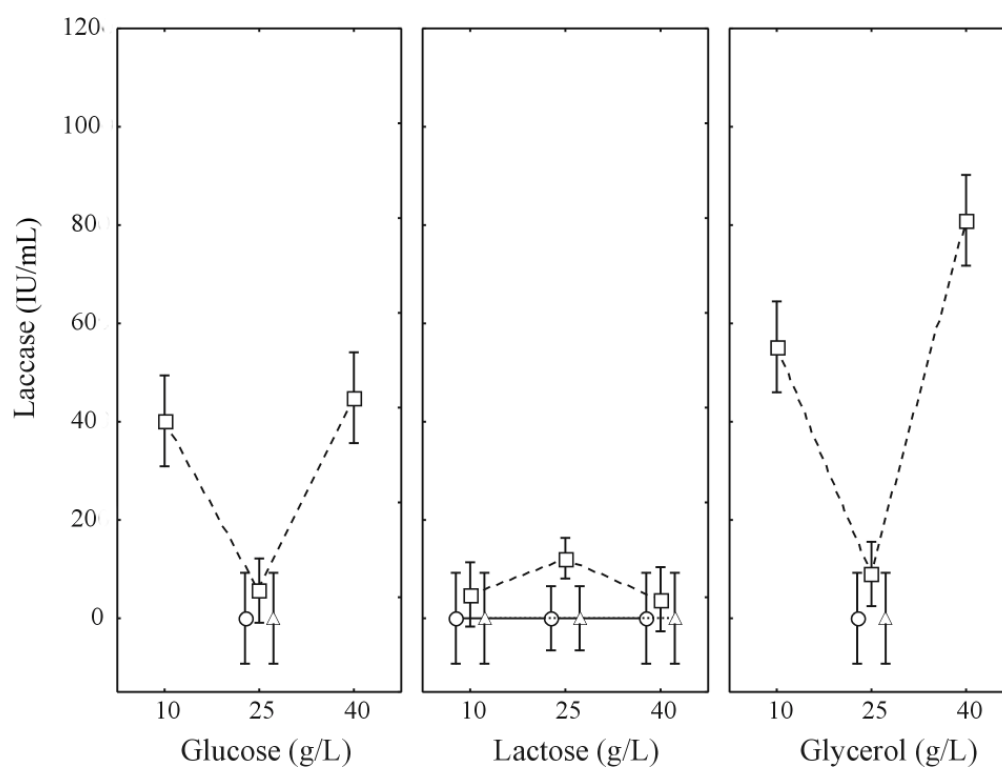 Laccase (IU/mL)
120
100
80
60
40
20
0
10 25 40
Glucose (g/L)
10 25 40
Lactose (g/L)
10 25 40
Glycerol (g/L)